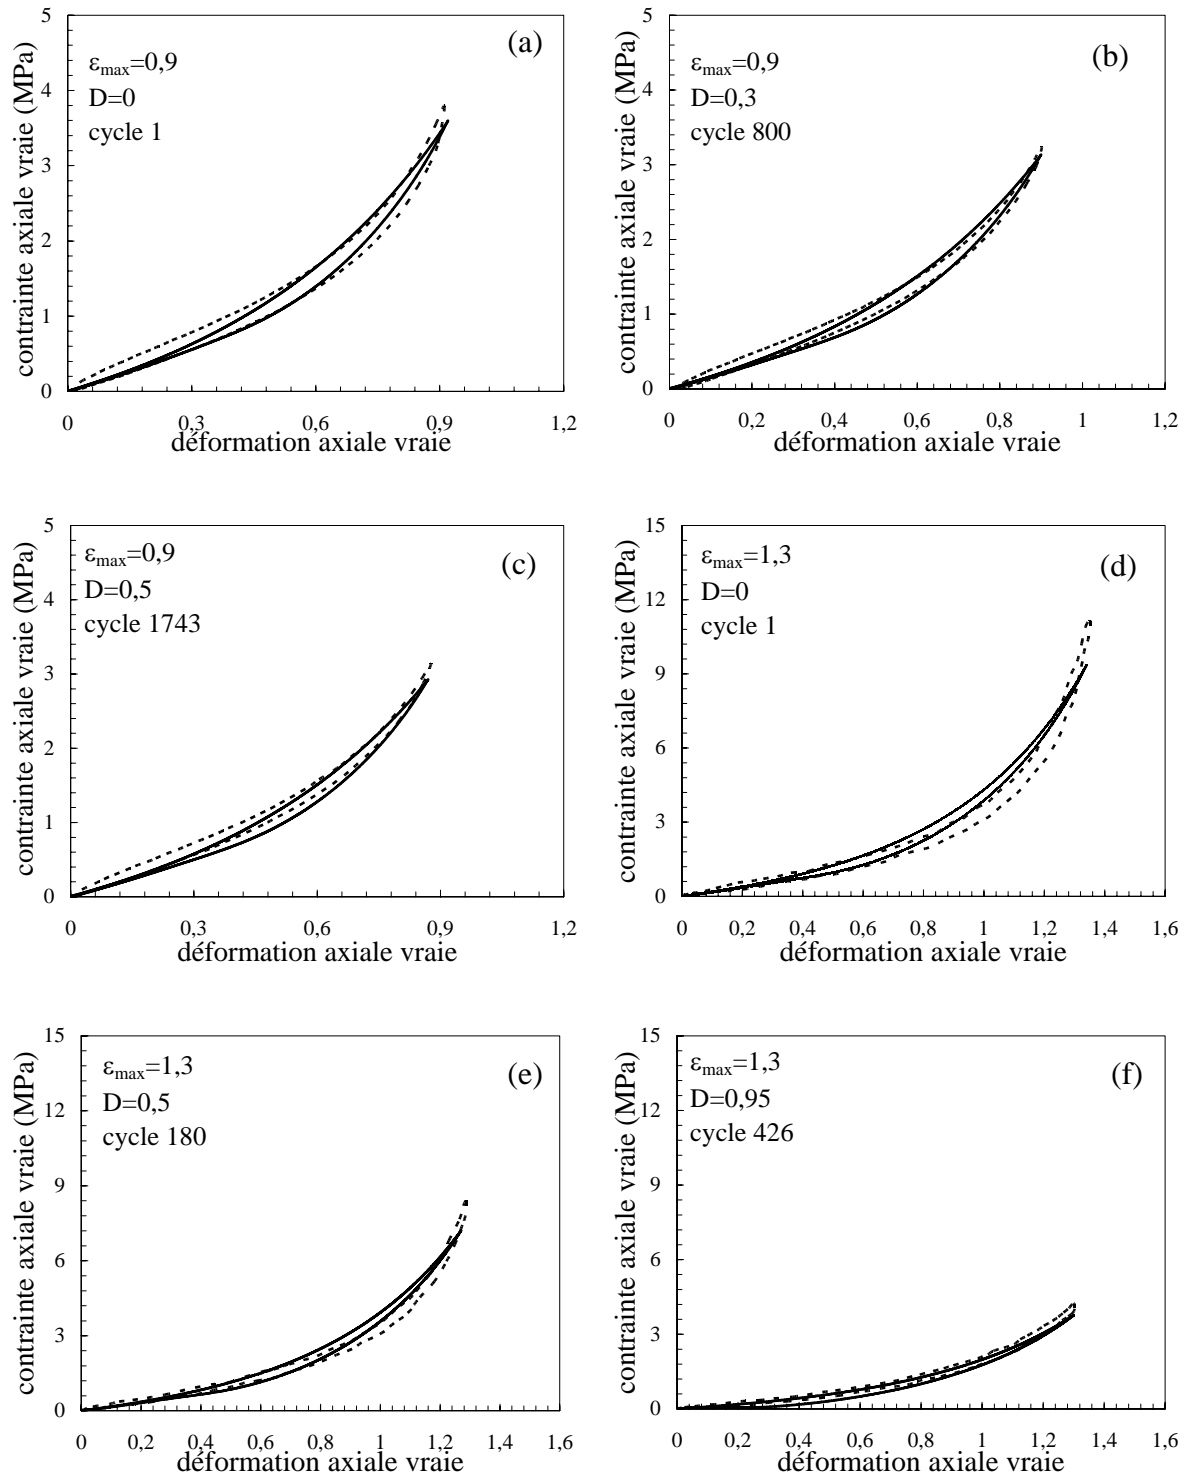 (a)
ε_max=0,9
D=0
cycle 1
contrainte axiale vraie (MPa)
5
4
3
2
1
0
0 0,3 0,6 0,9 1,2
déformation axiale vraie
(b)
ε_max=0,9
D=0,3
cycle 800
contrainte axiale vraie (MPa)
5
4
3
2
1
0
0 0,2 0,4 0,6 0,8 1 1,2
déformation axiale vraie
(c)
ε_max=0,9
D=0,5
cycle 1743
contrainte axiale vraie (MPa)
5
4
3
2
1
0
0 0,3 0,6 0,9 1,2
déformation axiale vraie
(d)
ε_max=1,3
D=0
cycle 1
contrainte axiale vraie (MPa)
15
12
9
6
3
0
0 0,2 0,4 0,6 0,8 1 1,2 1,4 1,6
déformation axiale vraie
(e)
ε_max=1,3
D=0,5
cycle 180
contrainte axiale vraie (MPa)
15
12
9
6
3
0
0 0,2 0,4 0,6 0,8 1 1,2 1,4 1,6
déformation axiale vraie
(f)
ε_max=1,3
D=0,95
cycle 426
contrainte axiale vraie (MPa)
15
12
9
6
3
0
0 0,2 0,4 0,6 0,8 1 1,2 1,4 1,6
déformation axiale vraie